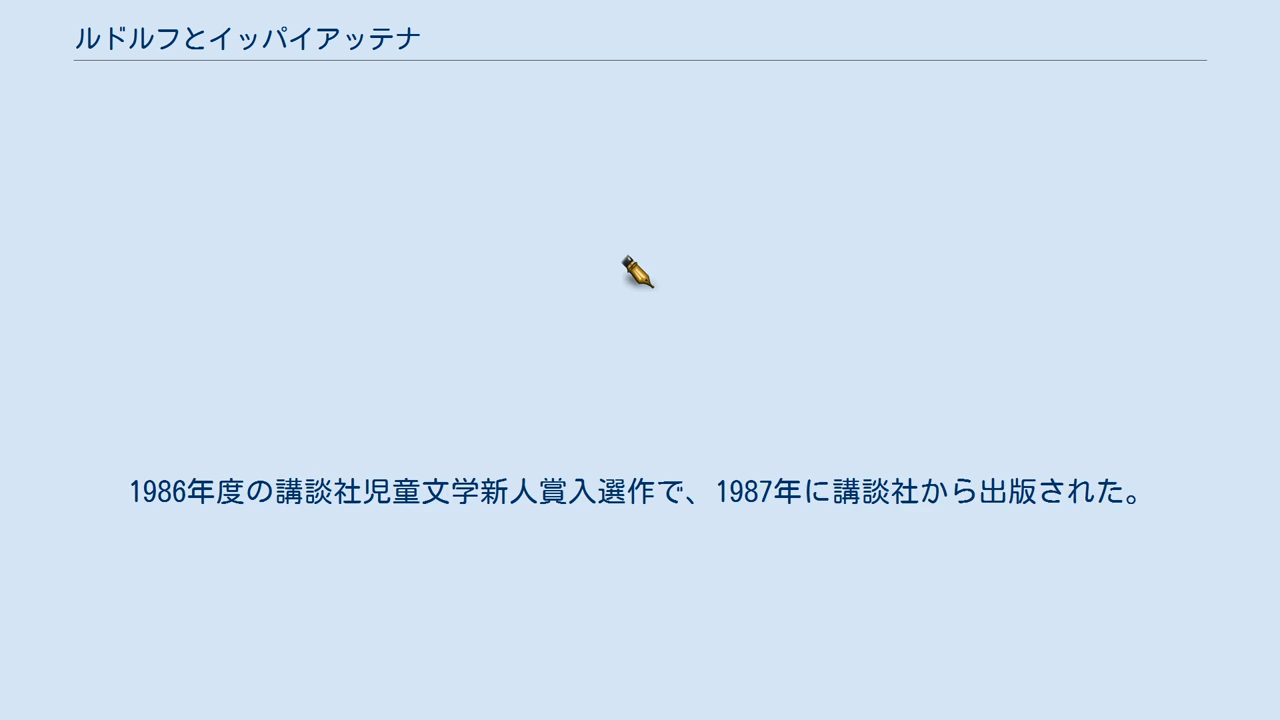 ルドルフとイッパイアッテナ
1986年度の講談社児童文学新人賞入選作で、1987年に講談社から出版された。